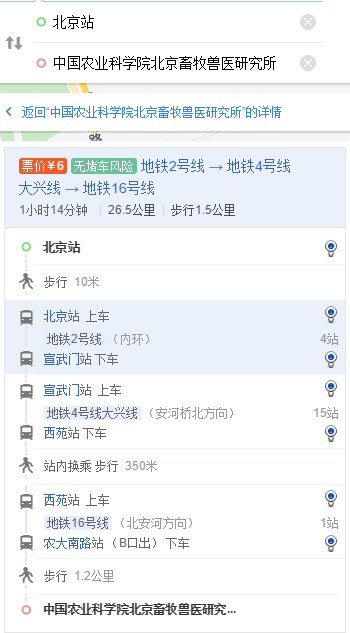 北京站
中国农业科学院北京畜牧兽医研究所
返回“中国农业科学院北京畜牧兽医研究所”的详情
票价￥6 无堵车风险 地铁2号线 → 地铁4号线
大兴线 → 地铁16号线
1小时14分钟 | 26.5公里 | 步行1.5公里
北京站
步行 10米
北京站 上车
地铁2号线 （内环） 4站
宣武门站 下车
宣武门站 上车
地铁4号线大兴线 （安河桥北方向） 15站
西苑站 下车
站内换乘 步行 350米
西苑站 上车
地铁16号线 （北安河方向） 1站
农大南路站 （B口出） 下车
步行 1.2公里
中国农业科学院北京畜牧兽医研究...